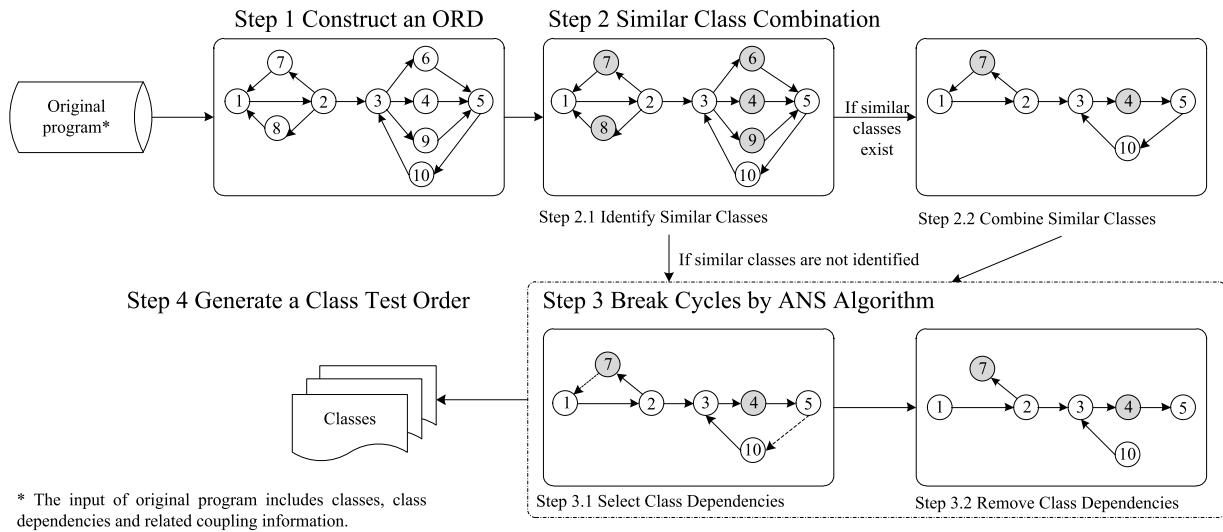 Step 1 Construct an ORD
Step 2 Similar Class Combination
Original
program*
1
2
3
4
5
6
7
8
9
10
1
2
3
4
5
6
7
8
9
10
If similar
classes
exist
1
2
3
4
5
7
10
Step 2.1 Identify Similar Classes
Step 2.2 Combine Similar Classes
If similar classes are not identified
Step 4 Generate a Class Test Order
Step 3 Break Cycles by ANS Algorithm
Classes
1
2
3
4
5
7
10
1
2
3
4
5
7
10
Step 3.1 Select Class Dependencies
Step 3.2 Remove Class Dependencies
* The input of original program includes classes, class
dependencies and related coupling information.